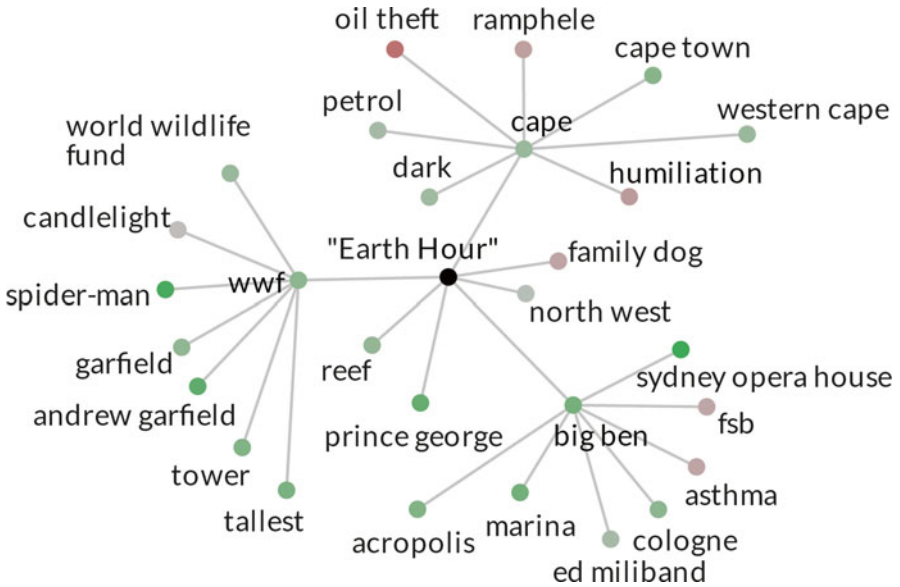 oil theft
ramphele
cape town
petrol
cape
western cape
world wildlife
fund
dark
humiliation
candlelight
"Earth Hour"
family dog
spider-man
wwf
north west
garfield
reef
sydney opera house
andrew garfield
prince george
big ben
fsb
tower
asthma
tallest
acropolis
marina
cologne
ed miliband